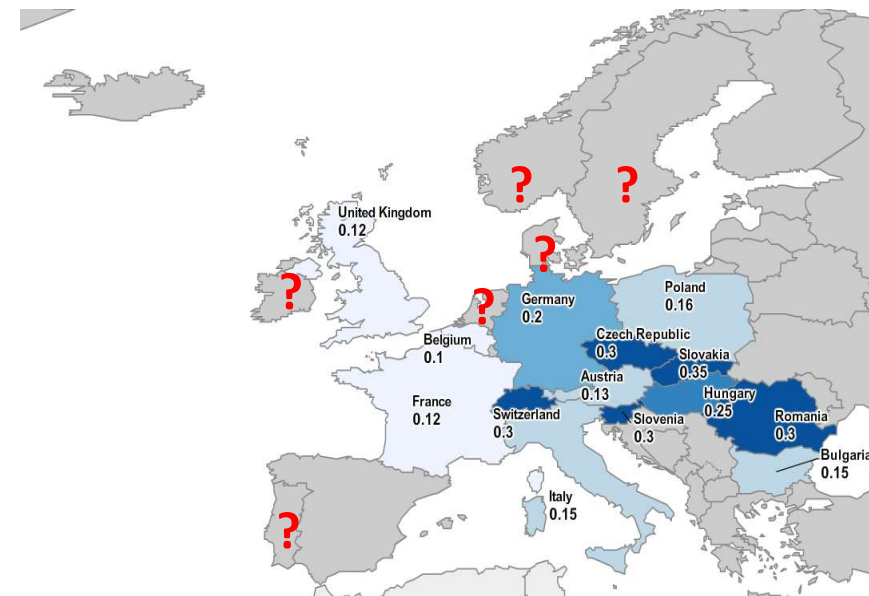 ?
?
United Kingdom
0.12
?
?
?
Germany
0.2
Poland
0.16
Belgium
0.1
Czech Republic
0.3
Slovakia
0.35
Austria
0.13
France
0.12
Switzerland
0.3
Hungary
0.25
Slovenia
0.3
Romania
0.3
Bulgaria
0.15
Italy
0.15
?